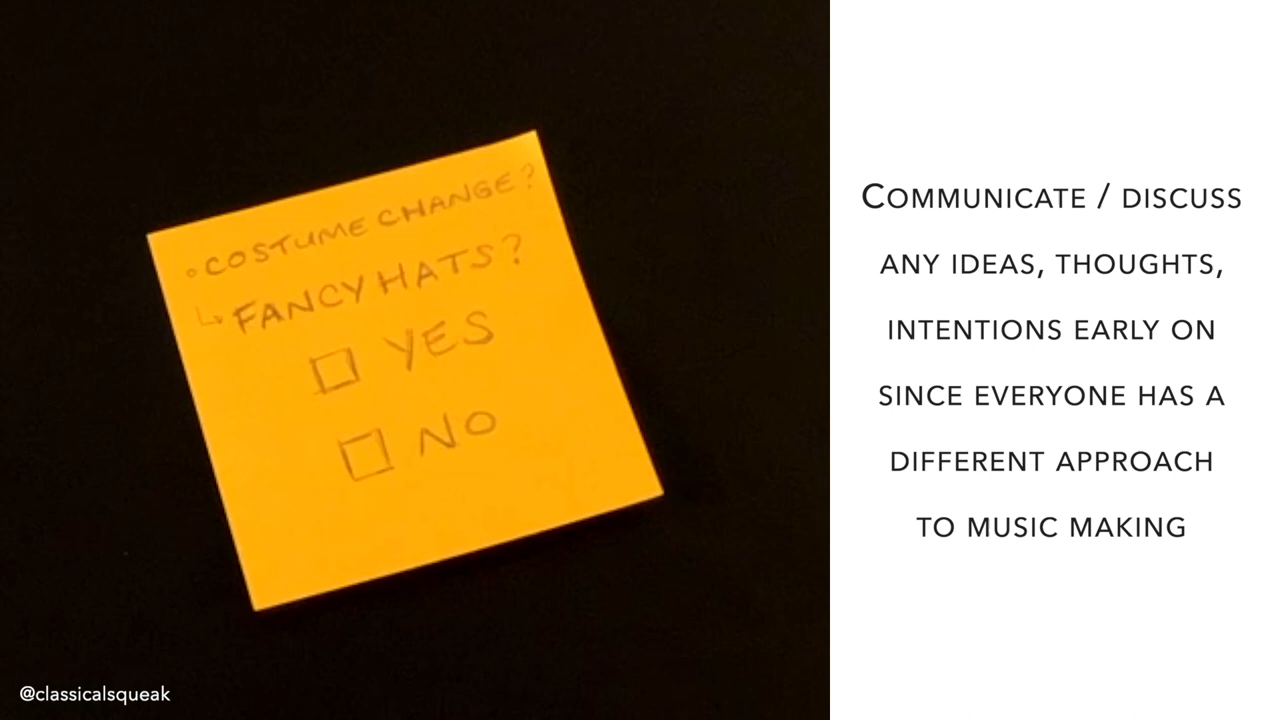 ◦ COSTUME CHANGE?
↳ FANCY HATS?
☐ YES
☐ NO
@classicalsqueak
COMMUNICATE / DISCUSS
ANY IDEAS, THOUGHTS,
INTENTIONS EARLY ON
SINCE EVERYONE HAS A
DIFFERENT APPROACH
TO MUSIC MAKING